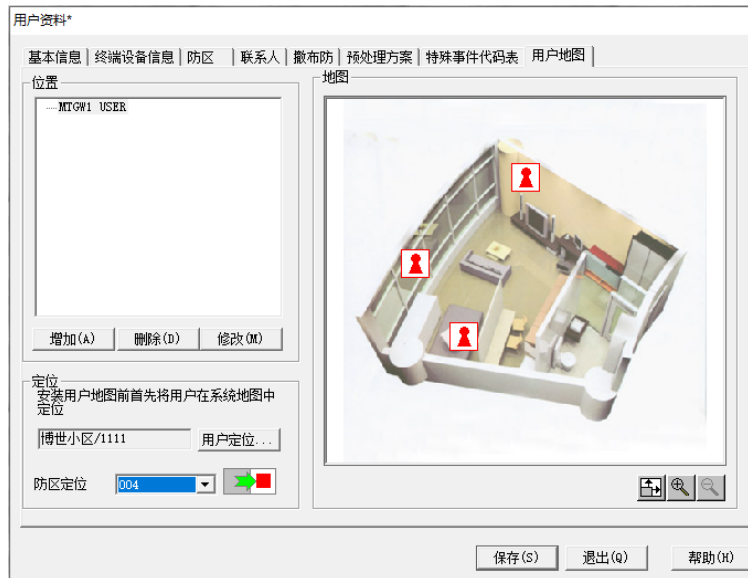 用户资料*
基本信息
终端设备信息
防区
联系人
撤布防
预处理方案
特殊事件代码表
用户地图
位置
MTGW1 USER
增加(A)
删除(D)
修改(M)
定位
安装用户地图前首先将用户在系统地图中
定位
博世小区/1111
用户定位...
防区定位
004
地图
保存(S)
退出(Q)
帮助(H)